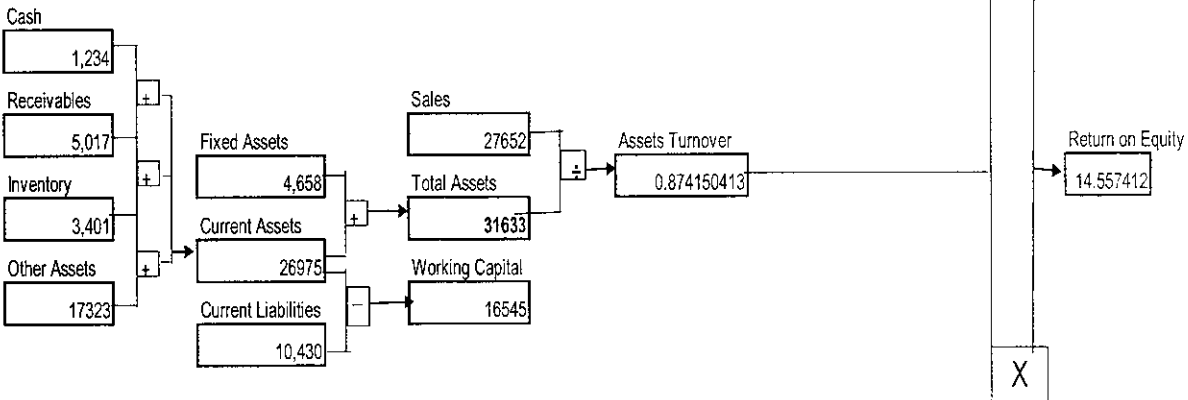 Cash
1,234
+
Receivables
5,017
+
Inventory
3,401
+
Other Assets
17323
Fixed Assets
4,658
+
Current Assets
26975
−
Current Liabilities
10,430
Sales
27652
÷
Total Assets
31633
Working Capital
16545
Assets Turnover
0.874150413
Return on Equity
14.557412
X